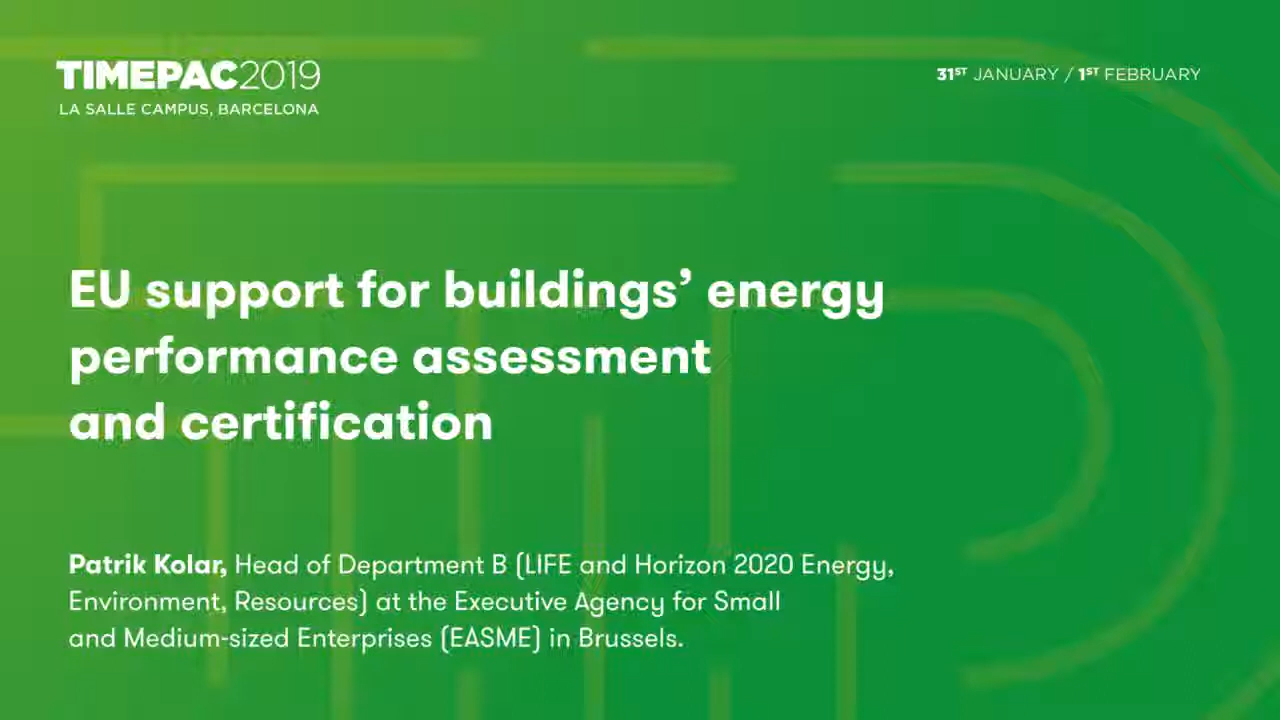 TIMEPAC2019
LA SALLE CAMPUS, BARCELONA
31ST JANUARY / 1ST FEBRUARY
EU support for buildings’ energy
performance assessment
and certification
Patrik Kolar, Head of Department B (LIFE and Horizon 2020 Energy,
Environment, Resources) at the Executive Agency for Small
and Medium-sized Enterprises (EASME) in Brussels.